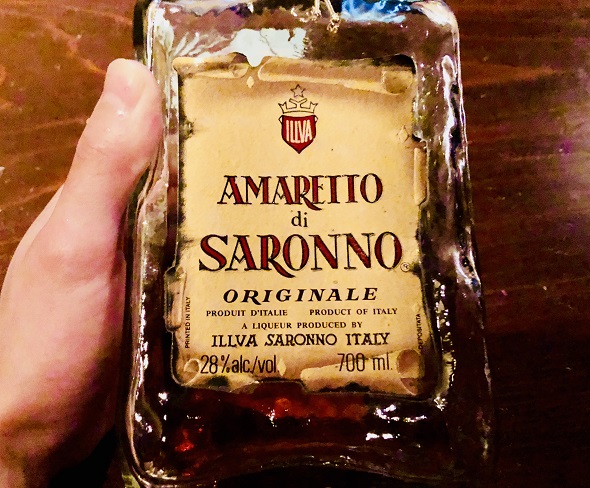 ILLVA
AMARETTO
di
SARONNO®
ORIGINALE
PRODUIT D'ITALIE PRODUCT OF ITALY
A LIQUEUR PRODUCED BY
ILLVA SARONNO ITALY
28%alc/vol. 700 ml.
PRINTED IN ITALY